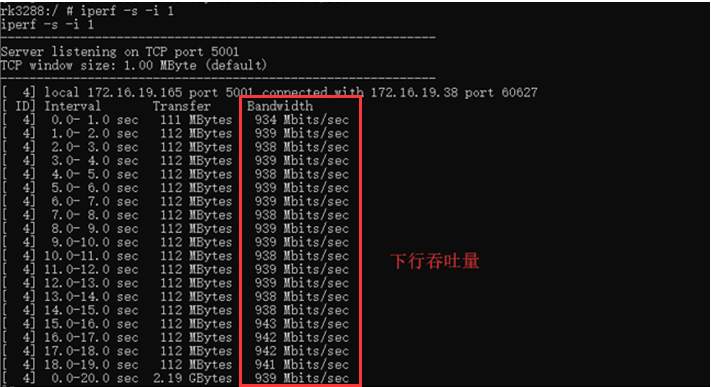 rk3288:/ # iperf -s -i 1
iperf -s -i 1
------------------------------------------------------------
Server listening on TCP port 5001
TCP window size: 1.00 MByte (default)
------------------------------------------------------------
[  4] local 172.16.19.165 port 5001 connected with 172.16.19.38 port 60627
[ ID] Interval       Transfer     Bandwidth
[  4]  0.0- 1.0 sec   111 MBytes   934 Mbits/sec
[  4]  1.0- 2.0 sec   112 MBytes   939 Mbits/sec
[  4]  2.0- 3.0 sec   112 MBytes   938 Mbits/sec
[  4]  3.0- 4.0 sec   112 MBytes   939 Mbits/sec
[  4]  4.0- 5.0 sec   112 MBytes   938 Mbits/sec
[  4]  5.0- 6.0 sec   112 MBytes   939 Mbits/sec
[  4]  6.0- 7.0 sec   112 MBytes   939 Mbits/sec
[  4]  7.0- 8.0 sec   112 MBytes   938 Mbits/sec
[  4]  8.0- 9.0 sec   112 MBytes   939 Mbits/sec
[  4]  9.0-10.0 sec   112 MBytes   939 Mbits/sec
[  4] 10.0-11.0 sec   112 MBytes   938 Mbits/sec
[  4] 11.0-12.0 sec   112 MBytes   939 Mbits/sec
[  4] 12.0-13.0 sec   112 MBytes   939 Mbits/sec
[  4] 13.0-14.0 sec   112 MBytes   938 Mbits/sec
[  4] 14.0-15.0 sec   112 MBytes   938 Mbits/sec
[  4] 15.0-16.0 sec   112 MBytes   943 Mbits/sec
[  4] 16.0-17.0 sec   112 MBytes   942 Mbits/sec
[  4] 17.0-18.0 sec   112 MBytes   942 Mbits/sec
[  4] 18.0-19.0 sec   112 MBytes   941 Mbits/sec
[  4]  0.0-20.0 sec  2.19 GBytes   939 Mbits/sec
下行吞吐量